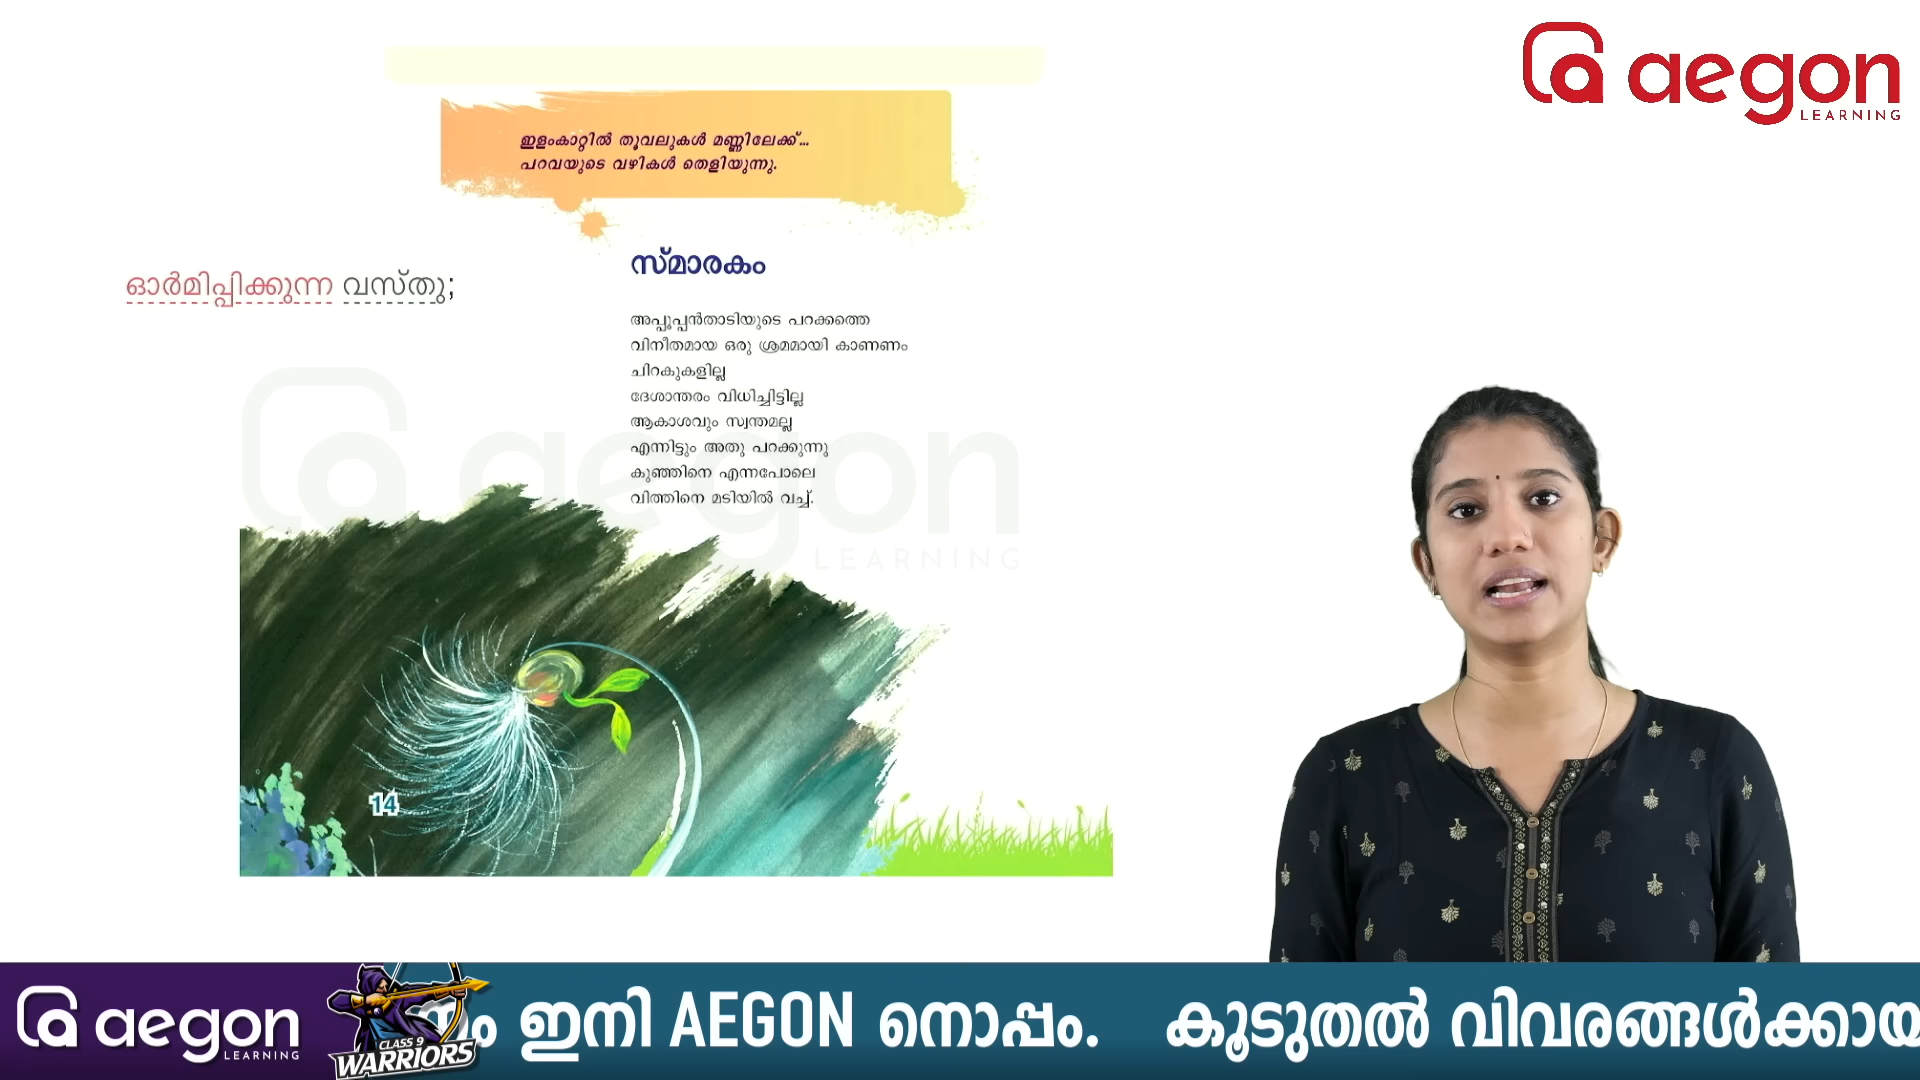 aegon
LEARNING
ഇളംകാറ്റിൽ തൂവലുകൾ മണ്ണിലേക്ക്...
പറവയുടെ വഴികൾ തെളിയുന്നു.
സ്മാരകം
ഓർമിപ്പിക്കുന്ന വസ്തു;
അപ്പൂപ്പൻതാടിയുടെ പറക്കത്തെ
വിനീതമായ ഒരു ശ്രമമായി കാണണം
ചിറകുകളില്ല
ദേശാന്തരം വിധിച്ചിട്ടില്ല
ആകാശവും സ്വന്തമല്ല
എന്നിട്ടും അതു പറക്കുന്നു
കുഞ്ഞിനെ എന്നപോലെ
വിത്തിനെ മടിയിൽ വച്ച്.
aegon
LEARNING
14
aegon
LEARNING
CLASS 9
WARRIORS
ഇനി AEGON നൊപ്പം. കൂടുതൽ വിവരങ്ങൾക്കായ